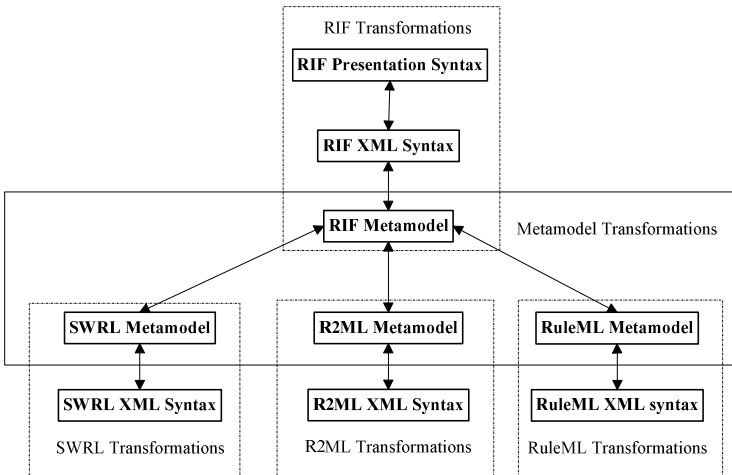 RIF Transformations
RIF Presentation Syntax
RIF XML Syntax
RIF Metamodel
Metamodel Transformations
SWRL Metamodel
R2ML Metamodel
RuleML Metamodel
SWRL XML Syntax
R2ML XML Syntax
RuleML XML syntax
SWRL Transformations
R2ML Transformations
RuleML Transformations